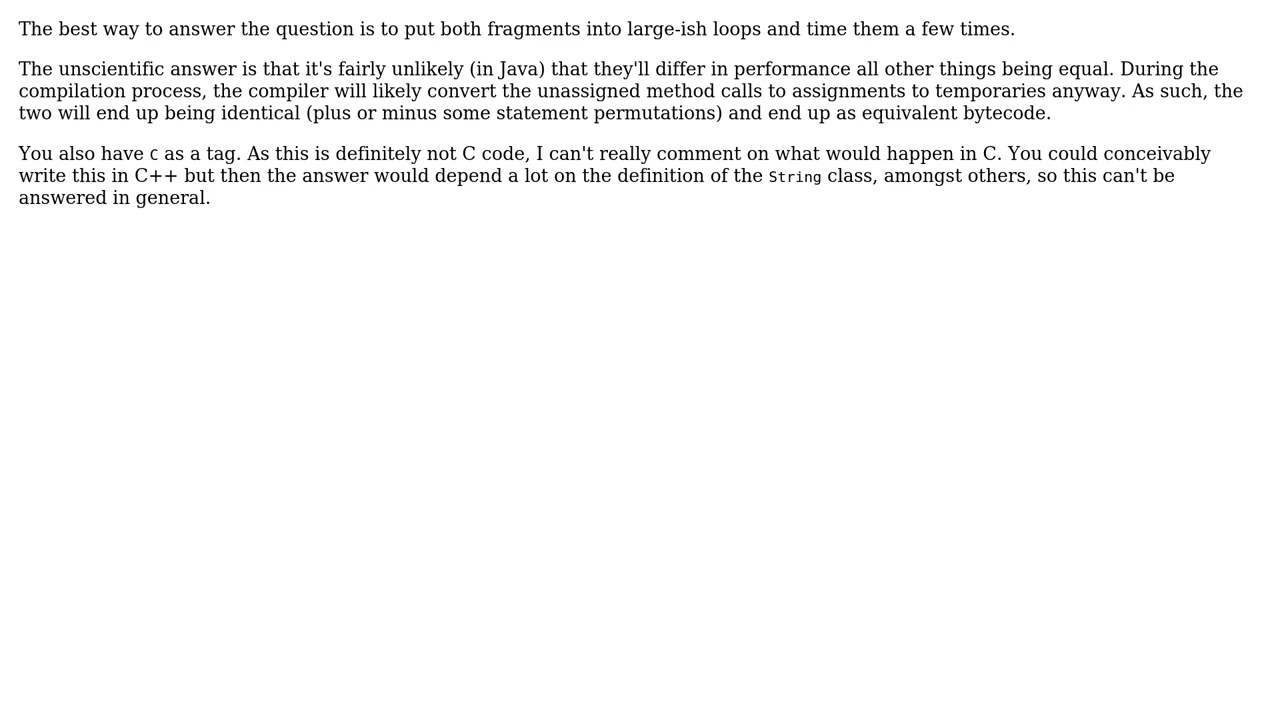 The best way to answer the question is to put both fragments into large-ish loops and time them a few times.
The unscientific answer is that it's fairly unlikely (in Java) that they'll differ in performance all other things being equal. During the
compilation process, the compiler will likely convert the unassigned method calls to assignments to temporaries anyway. As such, the
two will end up being identical (plus or minus some statement permutations) and end up as equivalent bytecode.
You also have c as a tag. As this is definitely not C code, I can't really comment on what would happen in C. You could conceivably
write this in C++ but then the answer would depend a lot on the definition of the String class, amongst others, so this can't be
answered in general.